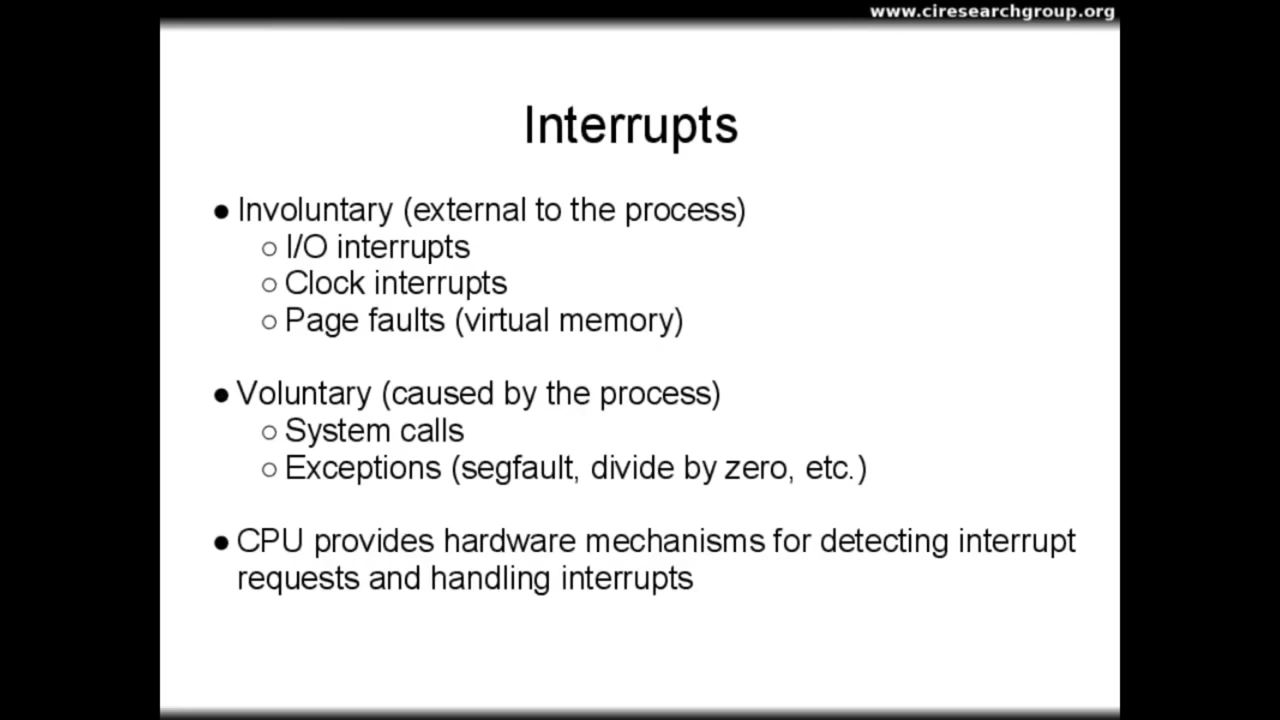 www.ciresearchgroup.org
Interrupts
● Involuntary (external to the process)
○ I/O interrupts
○ Clock interrupts
○ Page faults (virtual memory)
● Voluntary (caused by the process)
○ System calls
○ Exceptions (segfault, divide by zero, etc.)
● CPU provides hardware mechanisms for detecting interrupt
requests and handling interrupts